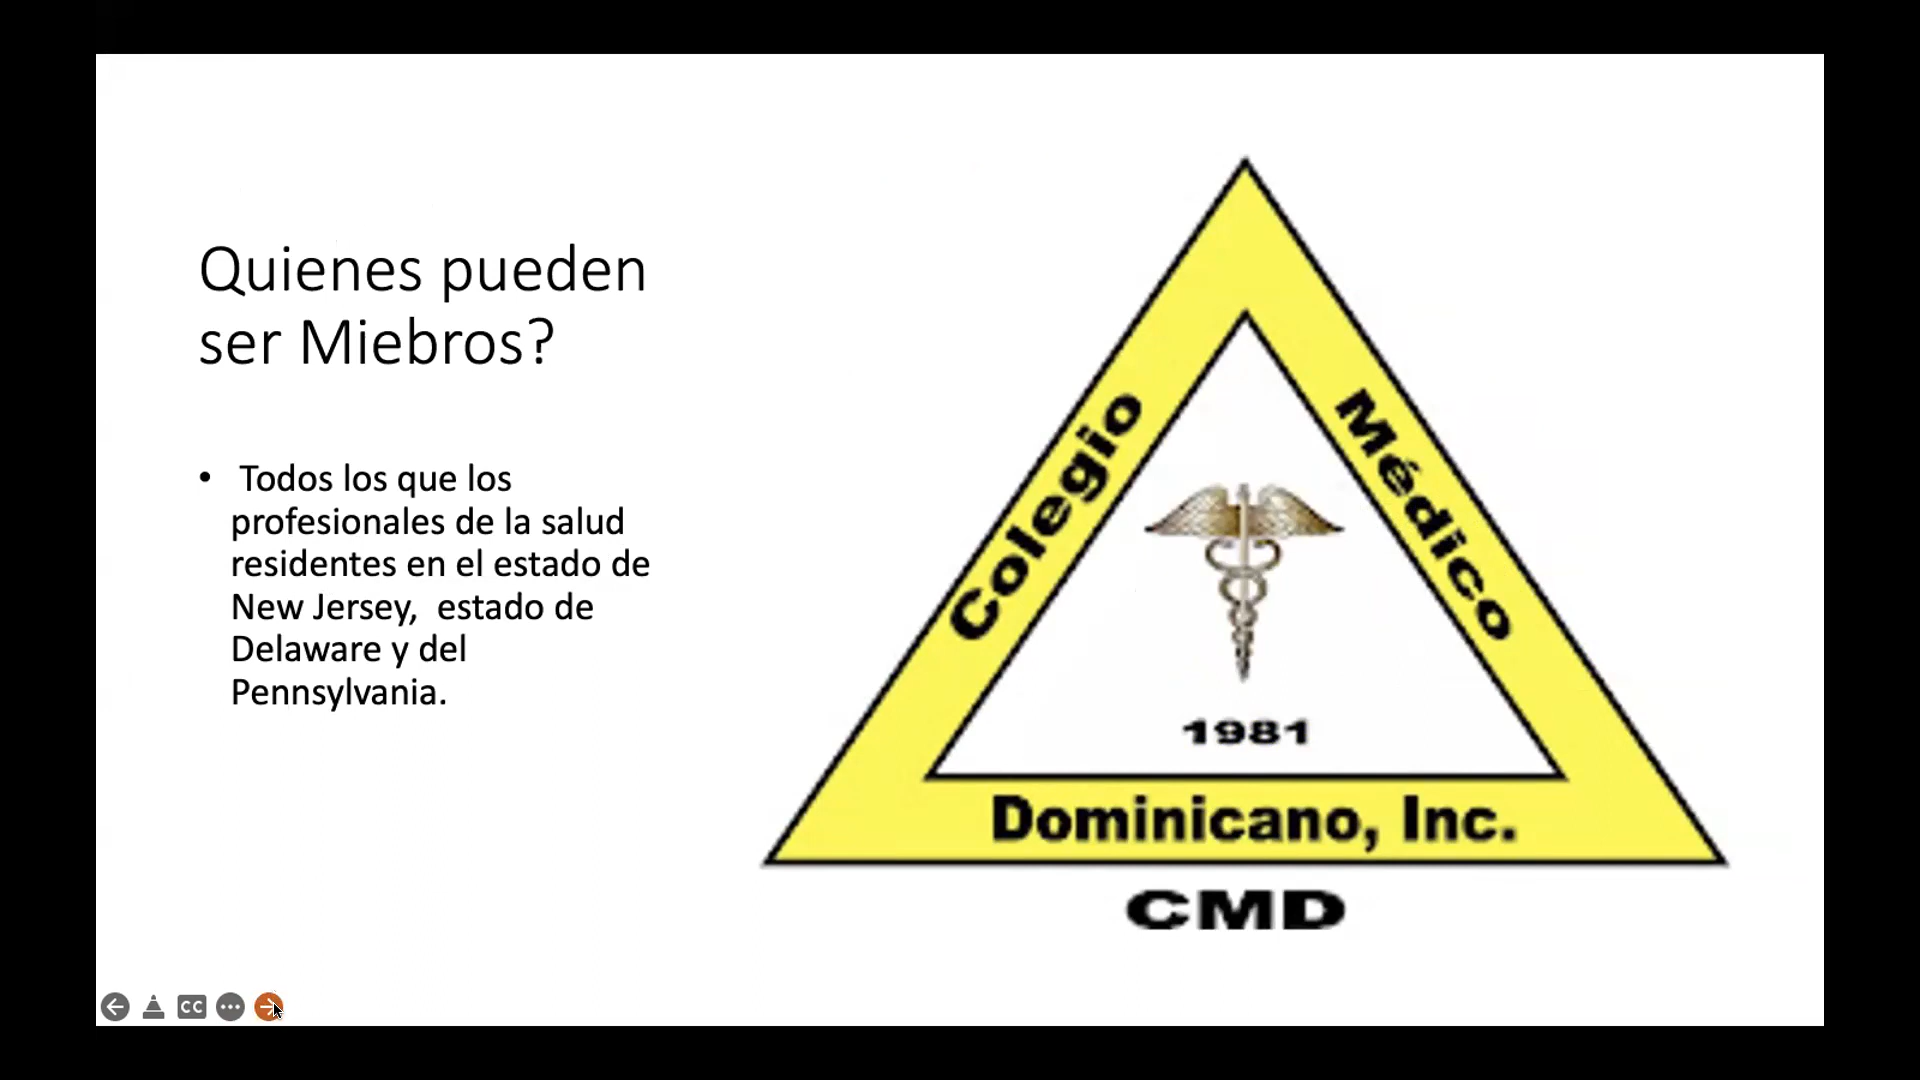 Quienes pueden
ser Miebros?
• Todos los que los
profesionales de la salud
residentes en el estado de
New Jersey,  estado de
Delaware y del
Pennsylvania.
Colegio
Médico
1981
Dominicano, Inc.
CMD
CC